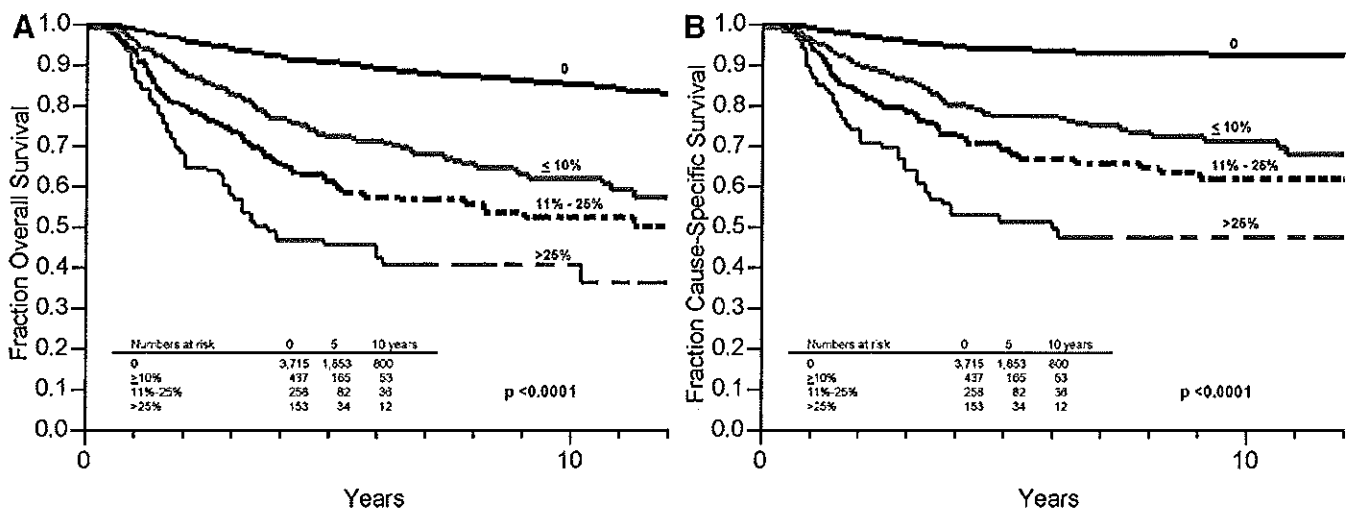 A
Fraction Overall Survival
1.0
0.9
0.8
0.7
0.6
0.5
0.4
0.3
0.2
0.1
0.0
0
≤ 10%
11% - 25%
>25%
Numbers at risk 0 5 10 years
0 3,715 1,653 800
≥10% 437 165 53
11%-25% 258 82 36
>25% 153 34 12
p <0.0001
0 10
Years
B
Fraction Cause-Specific Survival
1.0
0.9
0.8
0.7
0.6
0.5
0.4
0.3
0.2
0.1
0.0
0
≤ 10%
11% - 25%
>25%
Numbers at risk 0 5 10 years
0 3,715 1,653 800
≥10% 437 165 53
11%-25% 258 82 36
>25% 153 34 12
p <0.0001
0 10
Years